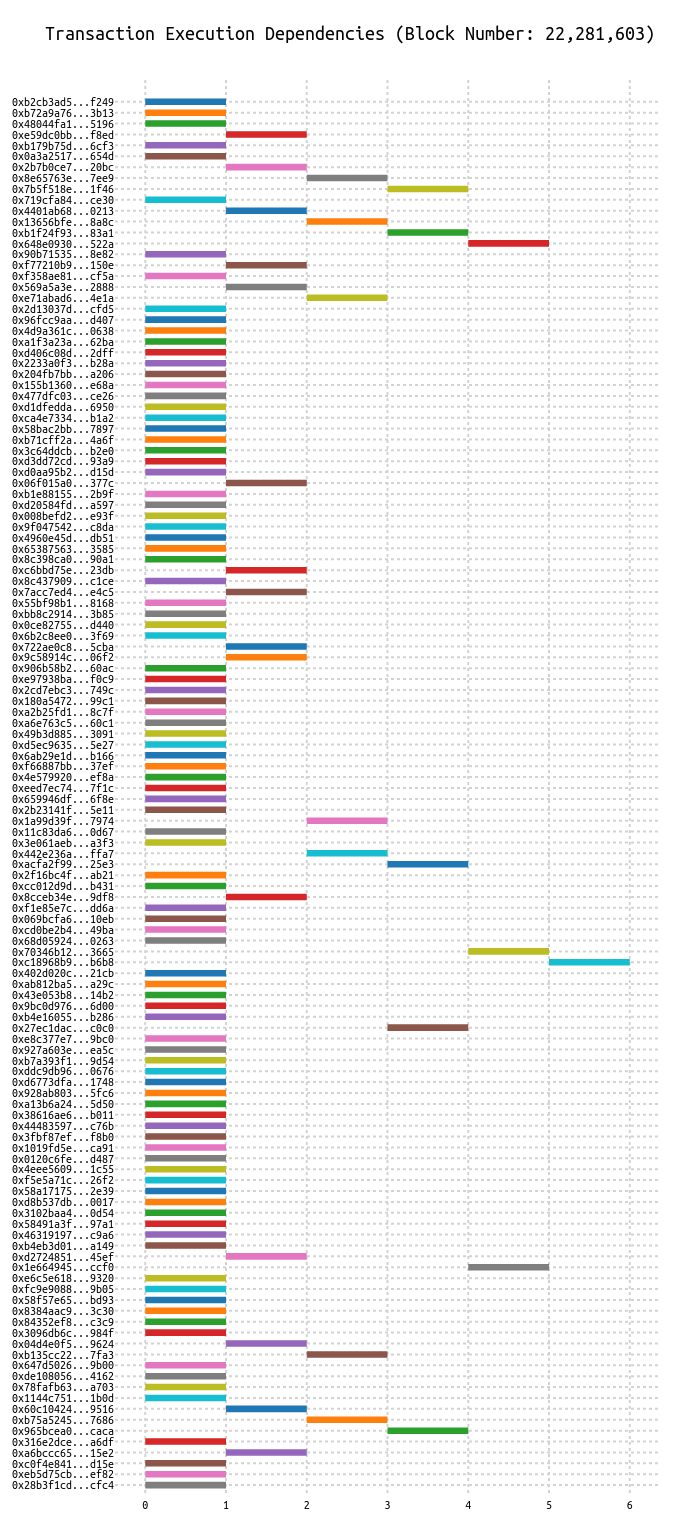 Transaction Execution Dependencies (Block Number: 22,281,603)
0xb2cb3ad5...f249
0xb72a9a76...3b13
0x48044fa1...5196
0xe59dc0bb...f8ed
0xb179b75d...6cf3
0x0a3a2517...654d
0x2b7b0ce7...20bc
0x8e65763e...7ee9
0x7b5f518e...1f46
0x719cfa84...ce30
0x4401ab68...0213
0x13656bfe...8a8c
0xb1f24f93...83a1
0x648e0930...522a
0x90b71535...8e82
0xf77210b9...150e
0xf358ae81...cf5a
0x569a5a3e...2888
0xe71abad6...4e1a
0x2d13037d...cfd5
0x96fcc9aa...d407
0x4d9a361c...0638
0xa1f3a23a...62ba
0xd406c08d...2dff
0x2233a0f3...b28a
0x204fb7bb...a206
0x155b1360...e68a
0x477dfc03...ce26
0xd1dfedda...6950
0xca4e7334...b1a2
0x58bac2bb...7897
0xb71cff2a...4a6f
0x3c64ddcb...b2e0
0xd3dd72cd...93a9
0xd0aa95b2...d15d
0x06f015a0...377c
0xb1e88155...2b9f
0xd20584fd...a597
0x008befd2...e93f
0x9f047542...c8da
0x4960e45d...db51
0x65387563...3585
0x8c398ca0...90a1
0xc6bbd75e...23db
0x8c437909...c1ce
0x7acc7ed4...e4c5
0x55bf98b1...8168
0xbb8c2914...3b85
0x0ce82755...d440
0x6b2c8ee0...3f69
0x722ae0c8...5cba
0x9c58914c...06f2
0x906b58b2...60ac
0xe97938ba...f0c9
0x2cd7ebc3...749c
0x180a5472...99c1
0xa2b25fd1...8c7f
0xa6e763c5...60c1
0x49b3d885...3091
0xd5ec9635...5e27
0x6ab29e1d...b166
0xf66887bb...37ef
0x4e579920...ef8a
0xeed7ec74...7f1c
0x659946df...6f8e
0x2b23141f...5e11
0x1a99d39f...7974
0x11c83da6...0d67
0x3e061aeb...a3f3
0x442e236a...ffa7
0xacfa2f99...25e3
0x2f16bc4f...ab21
0xcc012d9d...b431
0x8cceb34e...9df8
0xf1e85e7c...dd6a
0x069bcfa6...10eb
0xcd0be2b4...49ba
0x68d05924...0263
0x70346b12...3665
0xc18968b9...b6b8
0x402d020c...21cb
0xab812ba5...a29c
0x43e053b8...14b2
0x9bc0d976...6d00
0xb4e16055...b286
0x27ec1dac...c0c0
0xe8c377e7...9bc0
0x927a603e...ea5c
0xb7a393f1...9d54
0xddc9db96...0676
0xd6773dfa...1748
0x928ab803...5fc6
0xa13b6a24...5d50
0x38616ae6...b011
0x44483597...c76b
0x3fbf87ef...f8b0
0x1019fd5e...ca91
0x0120c6fe...d487
0x4eee5609...1c55
0xf5e5a71c...26f2
0x58a17175...2e39
0xd8b537db...0017
0x3102baa4...0d54
0x58491a3f...97a1
0x46319197...c9a6
0xb4eb3d01...a149
0xd2724851...45ef
0x1e664945...ccf0
0xe6c5e618...9320
0xfc9e9088...9b05
0x58f57e65...bd93
0x8384aac9...3c30
0x84352ef8...c3c9
0x3096db6c...984f
0x04d4e0f5...9624
0xb135cc22...7fa3
0x647d5026...9b00
0xde108056...4162
0x78fafb63...a703
0x1144c751...1b0d
0x60c10424...9516
0xb75a5245...7686
0x965bcea0...caca
0x316e2dce...a6df
0xa6bccc65...15e2
0xc0f4e841...d15e
0xeb5d75cb...ef82
0x28b3f1cd...cfc4
0 1 2 3 4 5 6